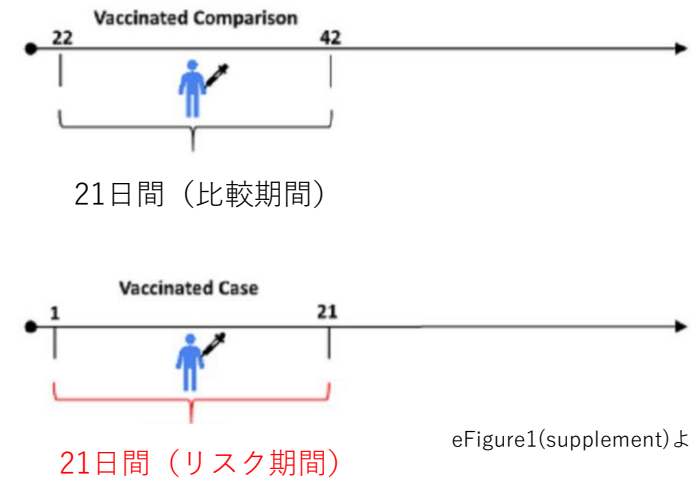 Vaccinated Comparison
22 42
21日間（比較期間）
Vaccinated Case
1 21
eFigure1(supplement)よ
21日間（リスク期間）